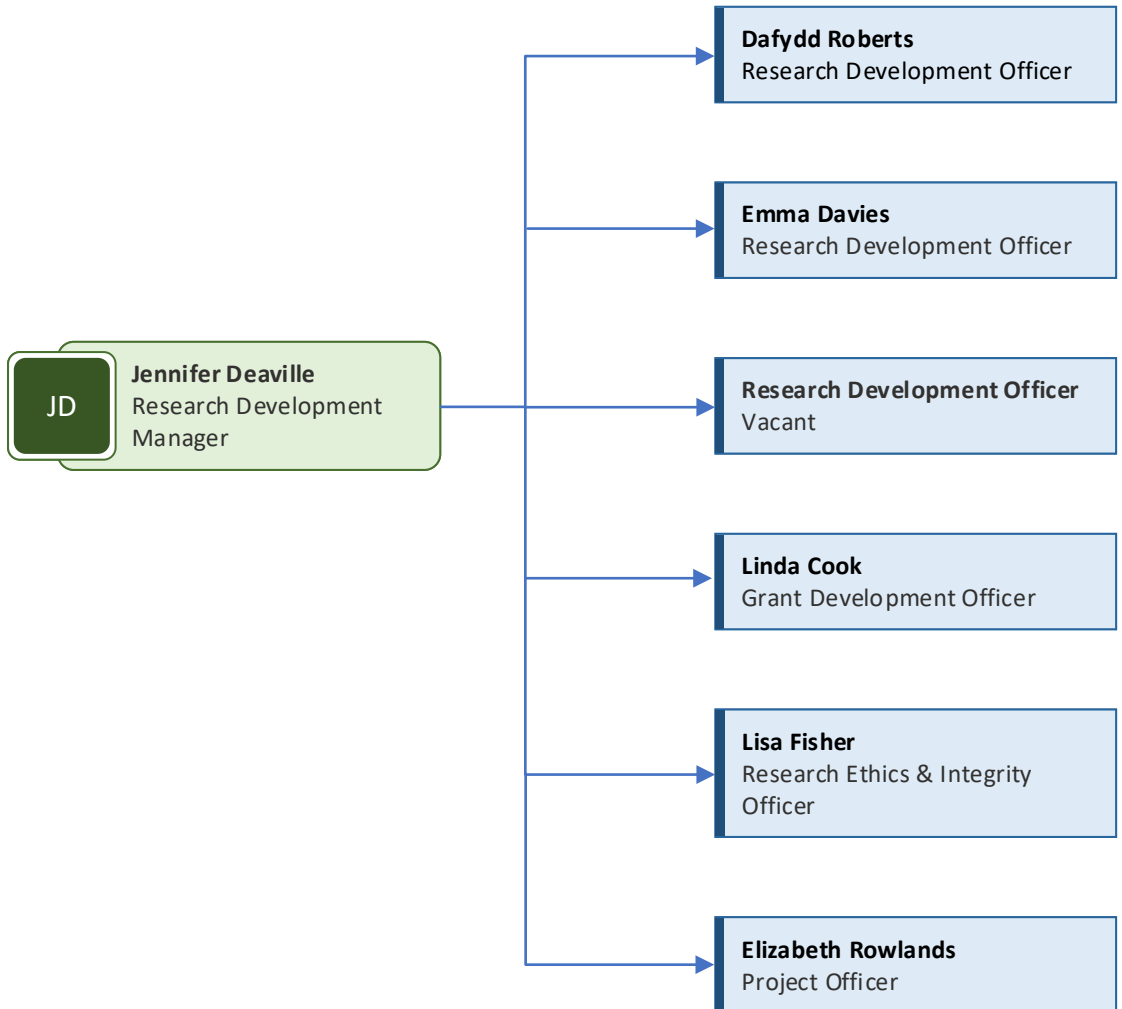 Dafydd Roberts
Research Development Officer
Emma Davies
Research Development Officer
JD
Jennifer Deaville
Research Development
Manager
Research Development Officer
Vacant
Linda Cook
Grant Development Officer
Lisa Fisher
Research Ethics & Integrity
Officer
Elizabeth Rowlands
Project Officer